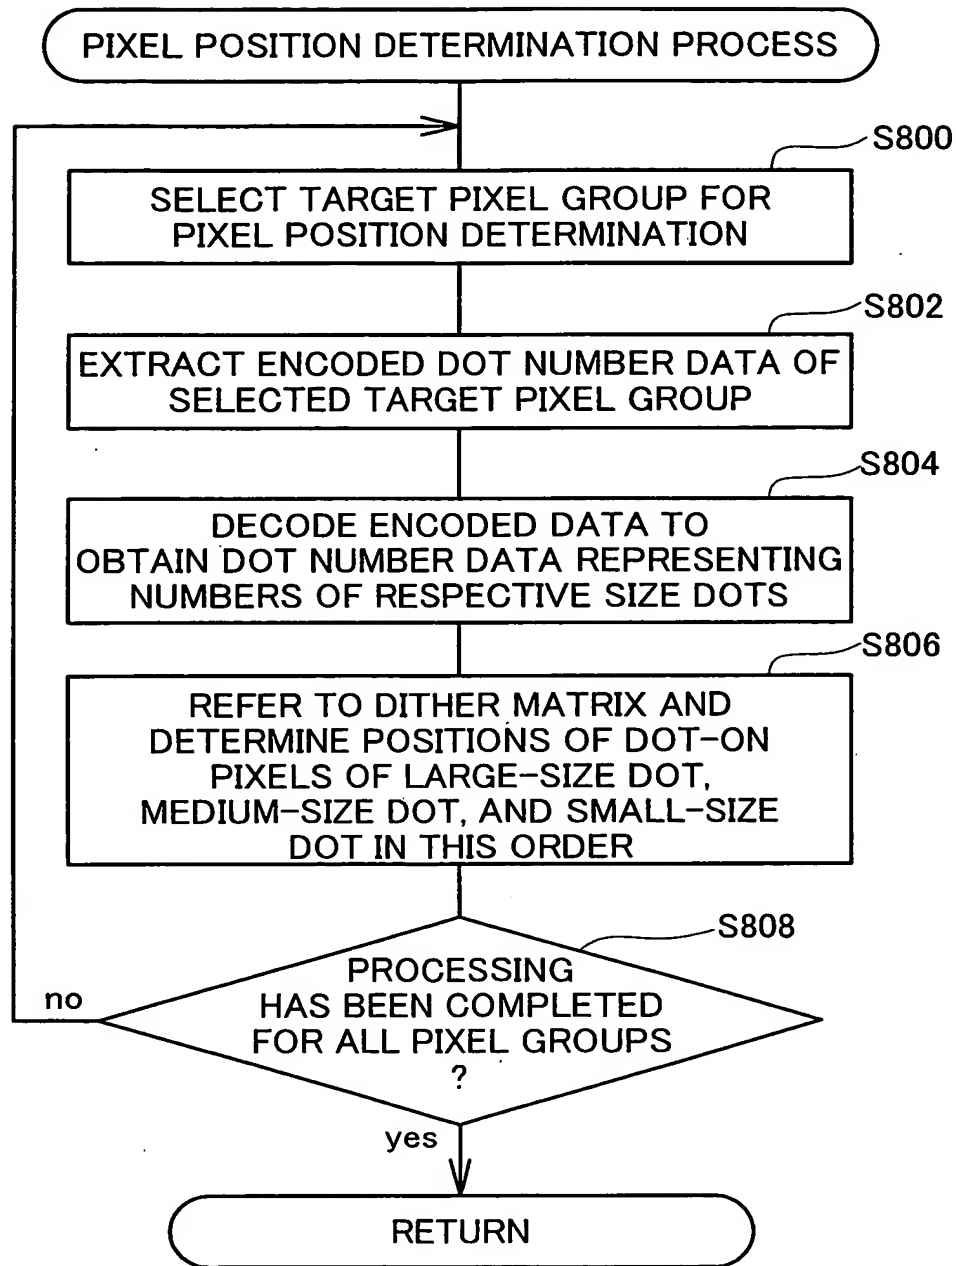 PIXEL POSITION DETERMINATION PROCESS
S800
SELECT TARGET PIXEL GROUP FOR
PIXEL POSITION DETERMINATION
S802
EXTRACT ENCODED DOT NUMBER DATA OF
SELECTED TARGET PIXEL GROUP
S804
DECODE ENCODED DATA TO
OBTAIN DOT NUMBER DATA REPRESENTING
NUMBERS OF RESPECTIVE SIZE DOTS
S806
REFER TO DITHER MATRIX AND
DETERMINE POSITIONS OF DOT-ON
PIXELS OF LARGE-SIZE DOT,
MEDIUM-SIZE DOT, AND SMALL-SIZE
DOT IN THIS ORDER
S808
PROCESSING
HAS BEEN COMPLETED
FOR ALL PIXEL GROUPS
?
no
yes
RETURN